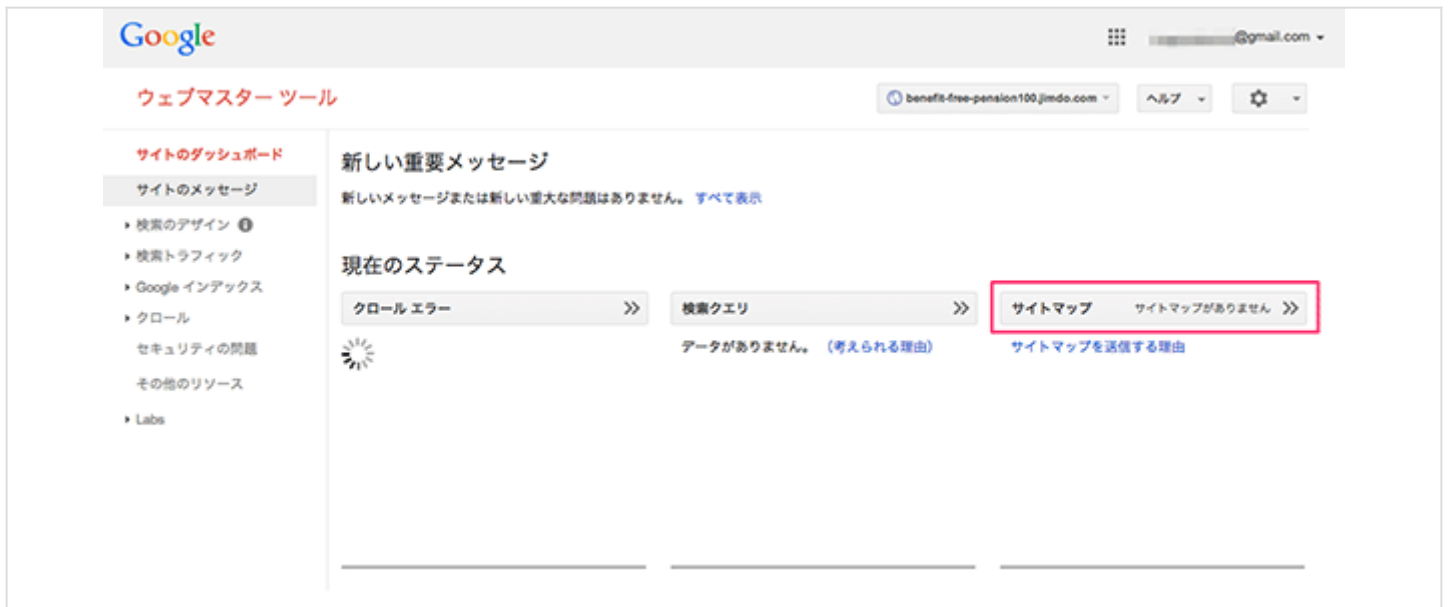 Google
@gmail.com
ウェブマスター ツール
benefit-free-pension100.jimdo.com
ヘルプ
サイトのダッシュボード
サイトのメッセージ
検索のデザイン
検索トラフィック
Google インデックス
クロール
セキュリティの問題
その他のリソース
Labs
新しい重要メッセージ
新しいメッセージまたは新しい重大な問題はありません。 すべて表示
現在のステータス
クロール エラー
検索クエリ
データがありません。 (考えられる理由)
サイトマップ サイトマップがありません
サイトマップを送信する理由